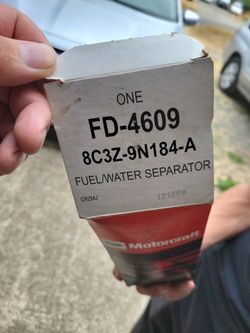 ONE
FD-4609
8C3Z-9N184-A
FUEL/WATER SEPARATOR
Motorcraft